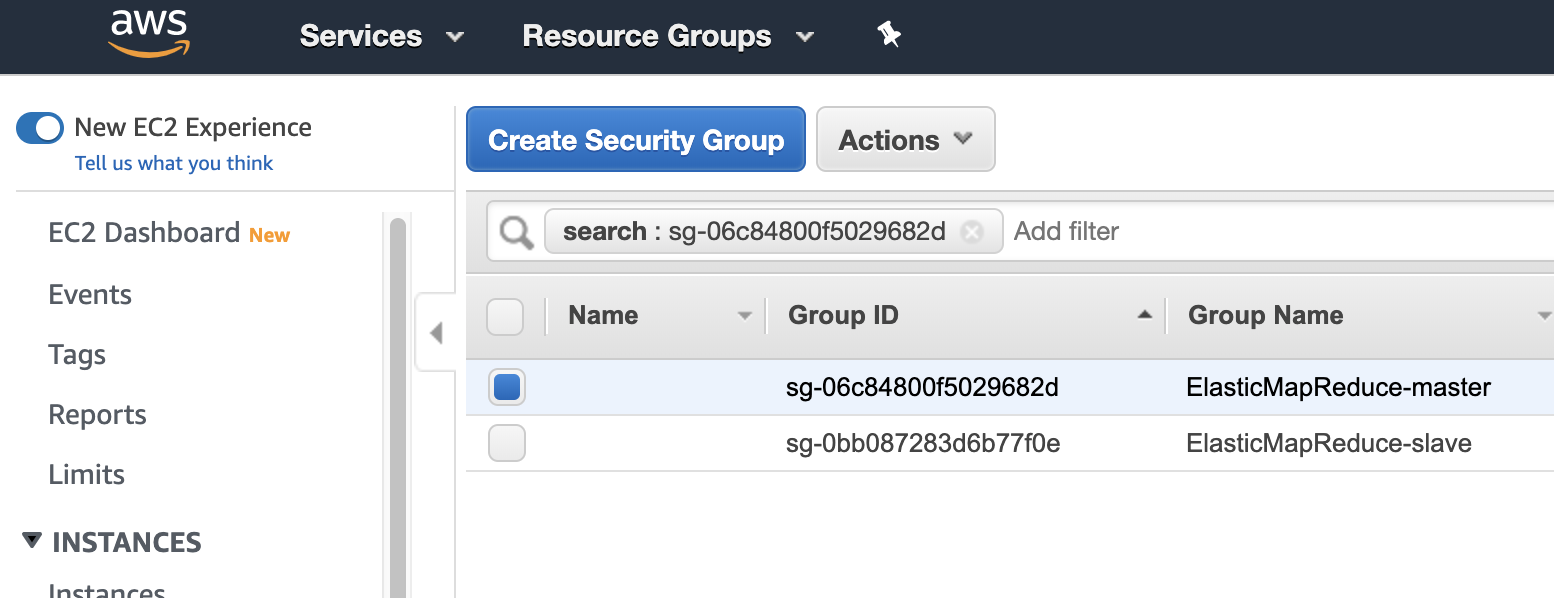 aws Services Resource Groups
New EC2 Experience
Tell us what you think
EC2 Dashboard New
Events
Tags
Reports
Limits
INSTANCES
Instances
Create Security Group Actions
search : sg-06c84800f5029682d Add filter
Name Group ID Group Name
sg-06c84800f5029682d ElasticMapReduce-master
sg-0bb087283d6b77f0e ElasticMapReduce-slave